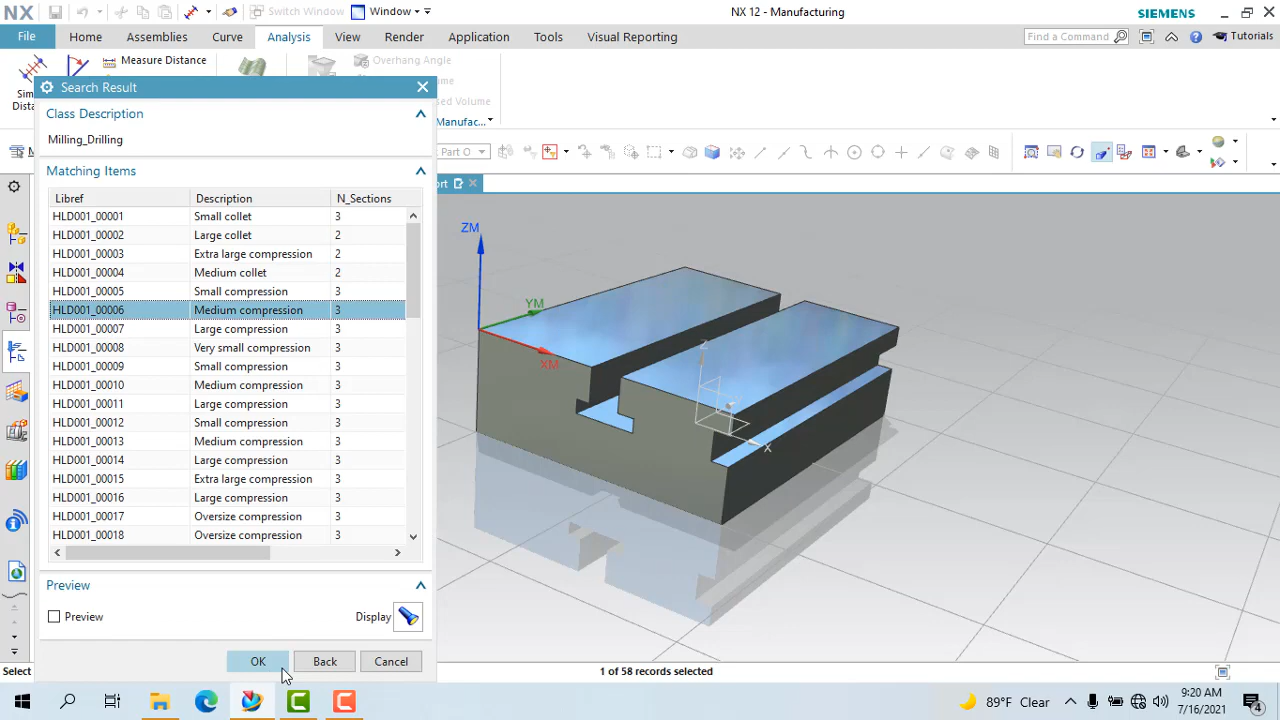 NX
Switch Window
Window
NX 12 - Manufacturing
SIEMENS
File
Home
Assemblies
Curve
Analysis
View
Render
Application
Tools
Visual Reporting
Find a Command
Tutorials
Measure Distance
Overhang Angle
Manufac...
Search Result
Class Description
Milling_Drilling
Matching Items
Libref Description N_Sections
HLD001_00001 Small collet 3
HLD001_00002 Large collet 2
HLD001_00003 Extra large compression 2
HLD001_00004 Medium collet 2
HLD001_00005 Small compression 3
HLD001_00006 Medium compression 3
HLD001_00007 Large compression 3
HLD001_00008 Very small compression 3
HLD001_00009 Small compression 3
HLD001_00010 Medium compression 3
HLD001_00011 Large compression 3
HLD001_00012 Small compression 3
HLD001_00013 Medium compression 3
HLD001_00014 Large compression 3
HLD001_00015 Extra large compression 3
HLD001_00016 Large compression 3
HLD001_00017 Oversize compression 3
HLD001_00018 Oversize compression 3
Preview
Preview
Display
OK
Back
Cancel
ZM
YM
XM
Z
X
Select
1 of 58 records selected
89°F Clear
9:20 AM
7/16/2021
4